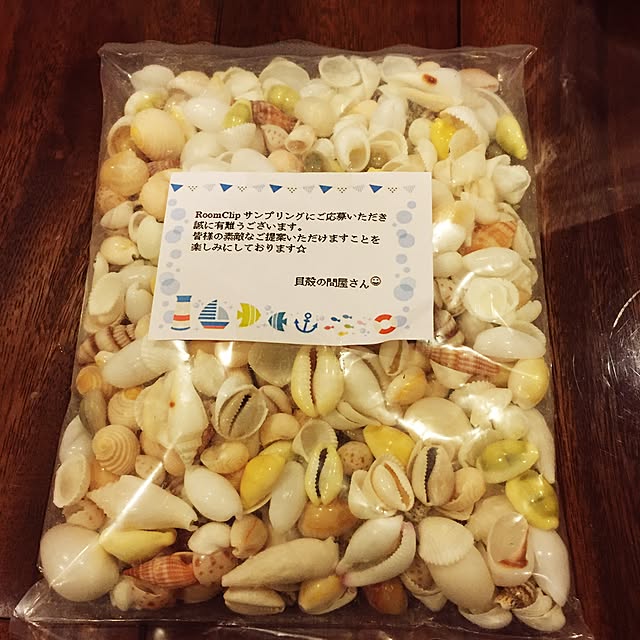 RoomClip サンプリングにご応募いただき
誠に有難うございます。
皆様の素敵なご提案いただけますことを
楽しみにしております☆
貝殻の問屋さん